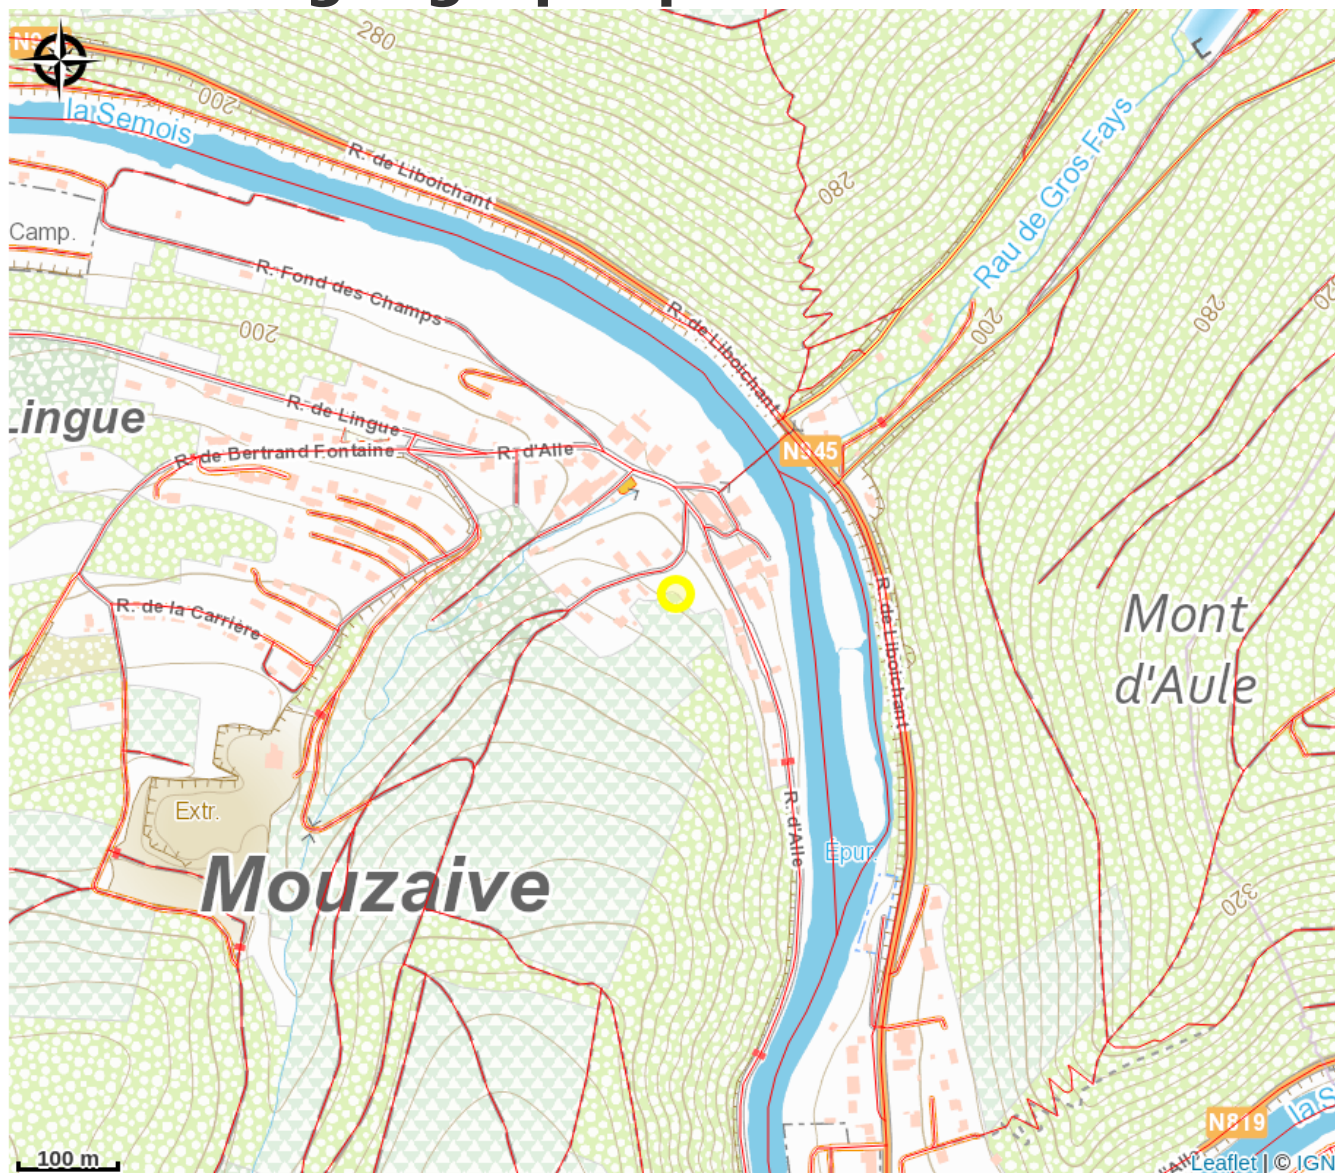 280
la Semois
200
R. de Liboichant
Rau de Gros Fays
280
Camp.
R. Fond des Champs
R. de Liboichant
200
200
280
Lingue
R. de Lingue
R. de Bertrand Fontaine
R. d'Alle
N945
R. de la Carrière
R. de Liboichant
Mont
d'Aule
Extr.
R. d'Alle
Épur.
Mouzaive
320
N819
la S
d'Alle
100 m
Leaflet | © IGN